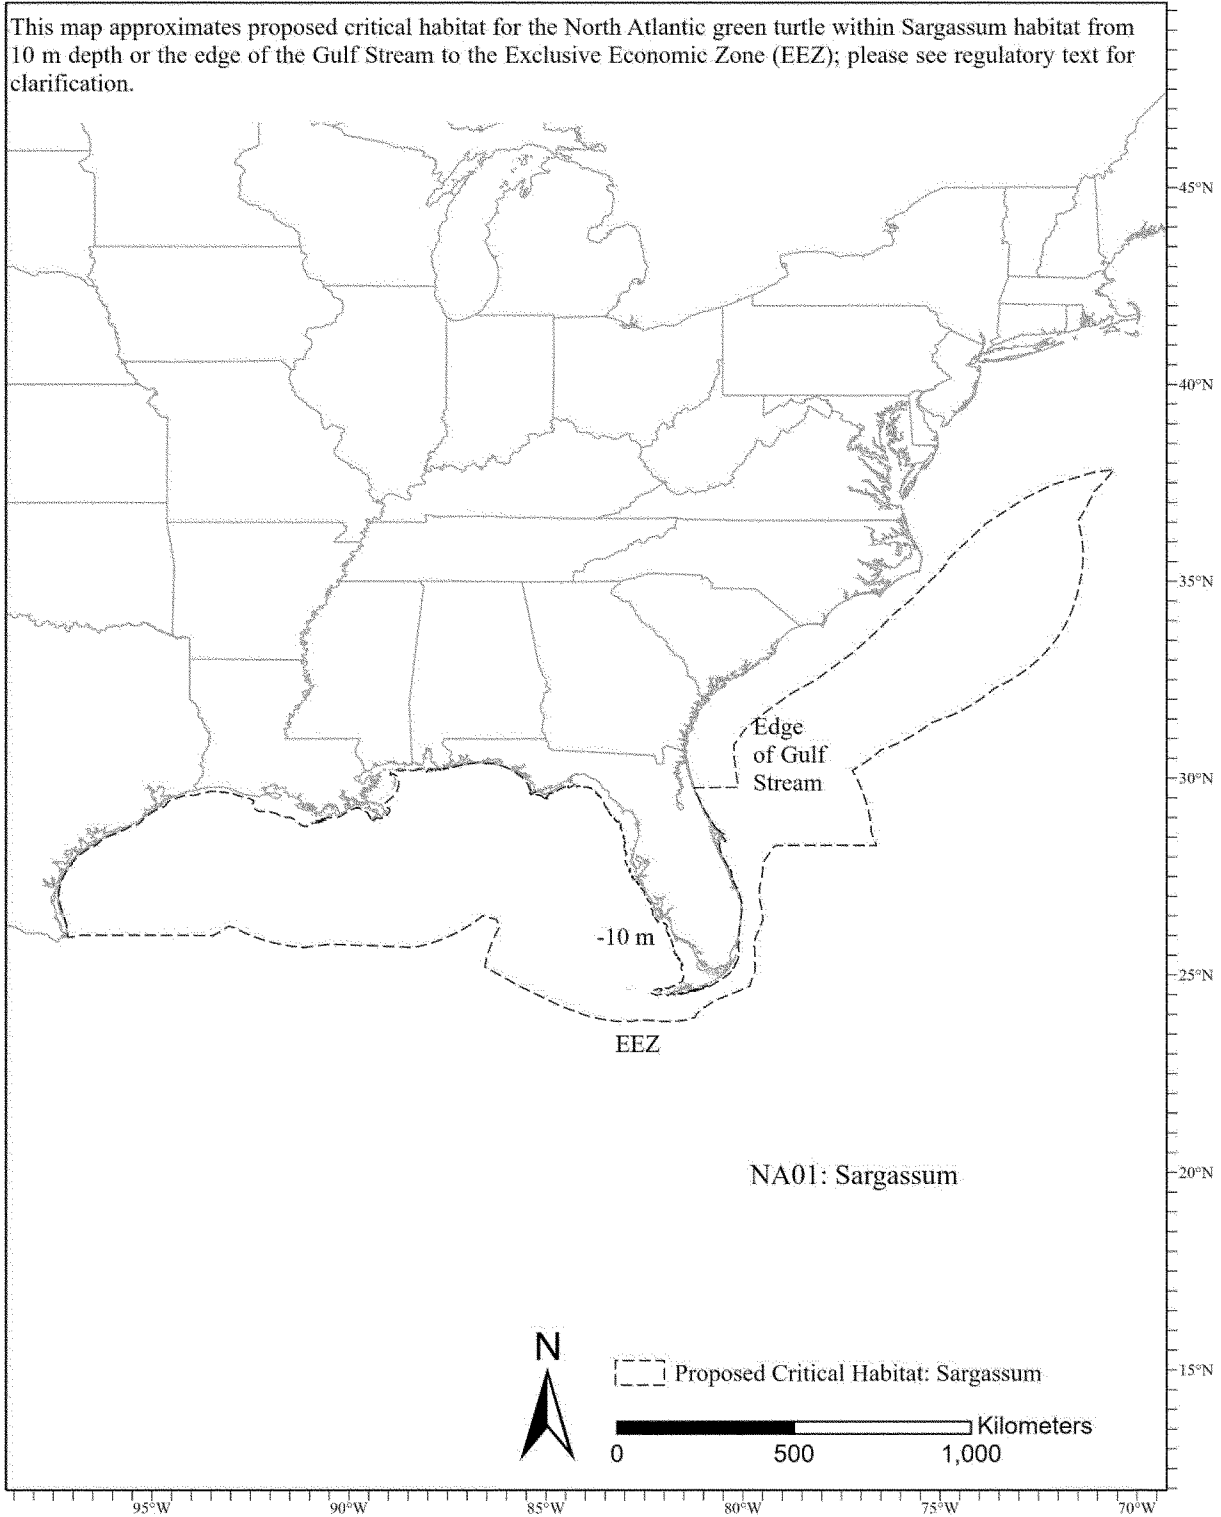 This map approximates proposed critical habitat for the North Atlantic green turtle within Sargassum habitat from
10 m depth or the edge of the Gulf Stream to the Exclusive Economic Zone (EEZ); please see regulatory text for
clarification.
45°N
40°N
35°N
Edge
of Gulf
Stream
30°N
-10 m
25°N
EEZ
NA01: Sargassum
20°N
N
Proposed Critical Habitat: Sargassum
15°N
Kilometers
0 500 1,000
95°W 90°W 85°W 80°W 75°W 70°W